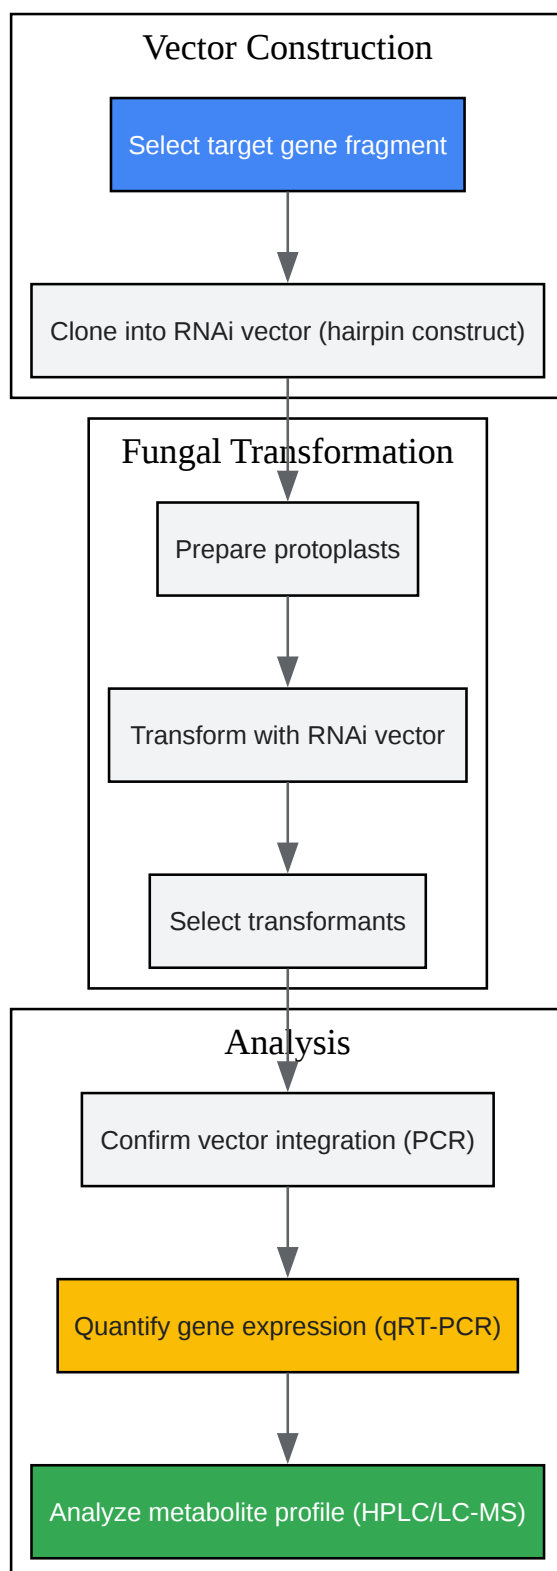 Vector Construction
Select target gene fragment
Clone into RNAi vector (hairpin construct)
Fungal Transformation
Prepare protoplasts
Transform with RNAi vector
Select transformants
Analysis
Confirm vector integration (PCR)
Quantify gene expression (qRT-PCR)
Analyze metabolite profile (HPLC/LC-MS)